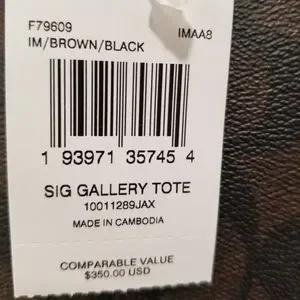 F79609 IMAA8
IM/BROWN/BLACK
1 93971 35745 4
SIG GALLERY TOTE
10011289JAX
MADE IN CAMBODIA
COMPARABLE VALUE
$350.00 USD